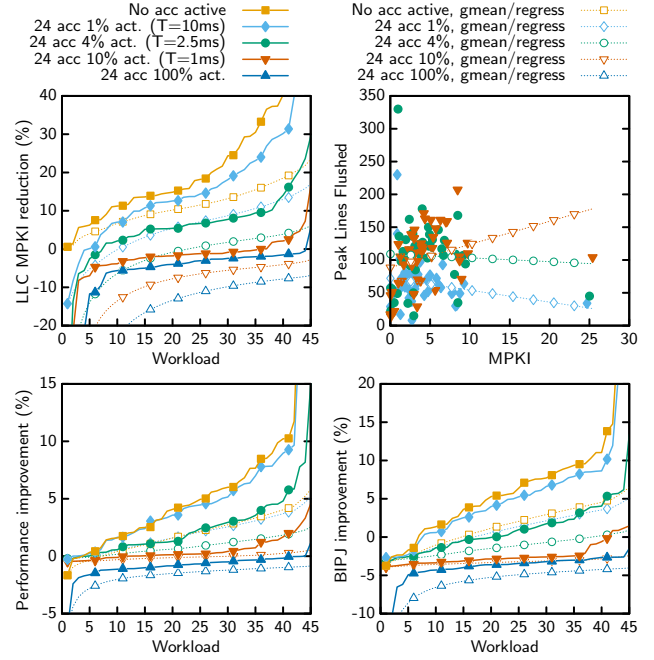 No acc active
24 acc 1% act. (T=10ms)
24 acc 4% act. (T=2.5ms)
24 acc 10% act. (T=1ms)
24 acc 100% act.
No acc active, gmean/regress
24 acc 1%, gmean/regress
24 acc 4%, gmean/regress
24 acc 10%, gmean/regress
24 acc 100%, gmean/regress
LLC MPKI reduction (%)
40
30
20
10
0
-10
-20
0 5 10 15 20 25 30 35 40 45
Workload
Peak Lines Flushed
350
300
250
200
150
100
50
0
0 5 10 15 20 25 30
MPKI
Performance improvement (%)
15
10
5
0
-5
0 5 10 15 20 25 30 35 40 45
Workload
BIPJ improvement (%)
20
15
10
5
0
-5
-10
0 5 10 15 20 25 30 35 40 45
Workload